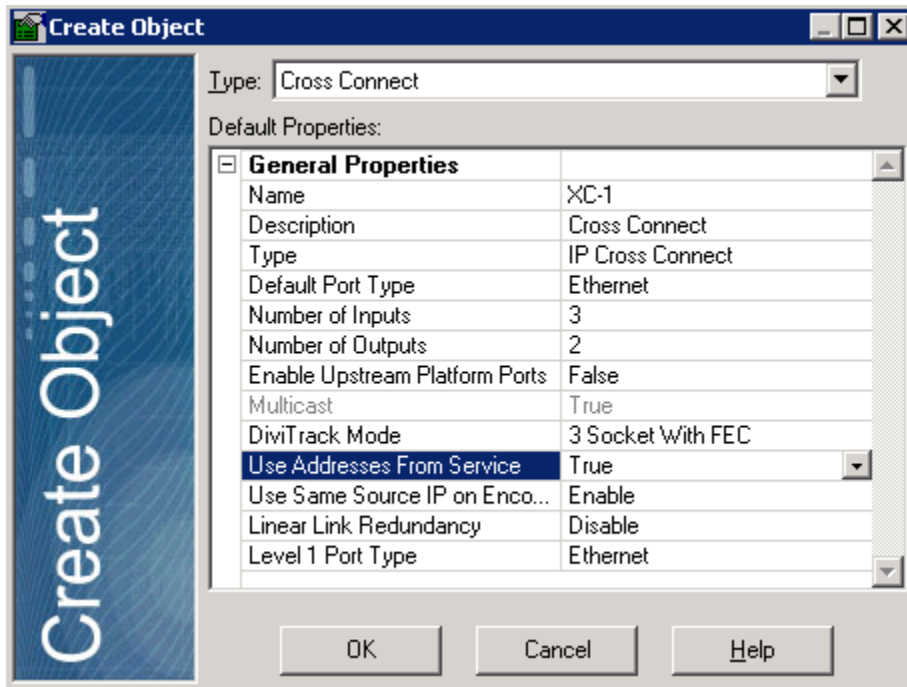 Create Object
Type: Cross Connect
Default Properties:
General Properties
Name XC-1
Description Cross Connect
Type IP Cross Connect
Default Port Type Ethernet
Number of Inputs 3
Number of Outputs 2
Enable Upstream Platform Ports False
Multicast True
DiviTrack Mode 3 Socket With FEC
Use Addresses From Service True
Use Same Source IP on Enco... Enable
Linear Link Redundancy Disable
Level 1 Port Type Ethernet
Create Object
OK Cancel Help